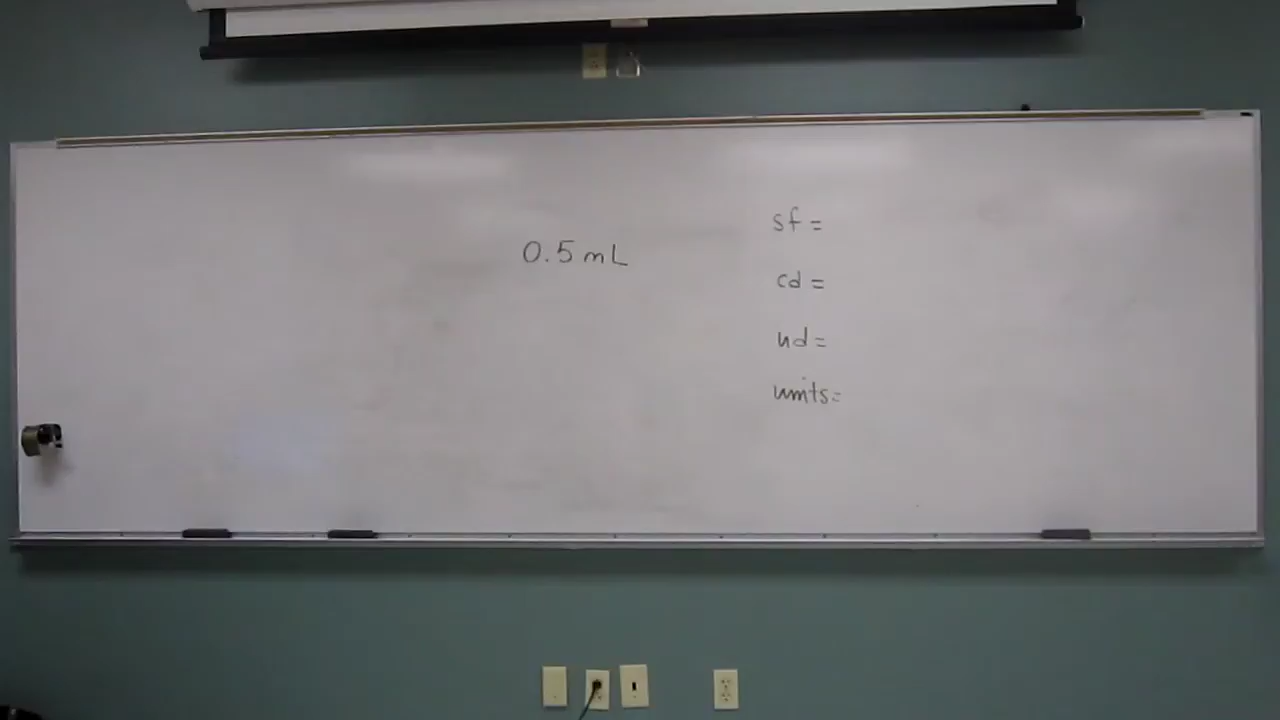 0.5 mL
sf =
cd =
ud =
units=